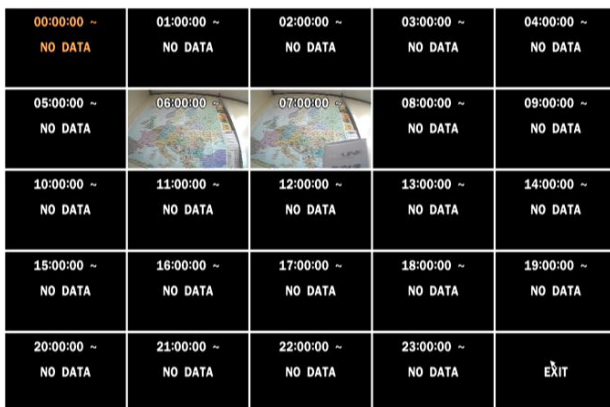 00:00:00 ~
NO DATA
01:00:00 ~
NO DATA
02:00:00 ~
NO DATA
03:00:00 ~
NO DATA
04:00:00 ~
NO DATA
05:00:00 ~
NO DATA
06:00:00 ~
07:00:00 ~
08:00:00 ~
NO DATA
09:00:00 ~
NO DATA
10:00:00 ~
NO DATA
11:00:00 ~
NO DATA
12:00:00 ~
NO DATA
13:00:00 ~
NO DATA
14:00:00 ~
NO DATA
15:00:00 ~
NO DATA
16:00:00 ~
NO DATA
17:00:00 ~
NO DATA
18:00:00 ~
NO DATA
19:00:00 ~
NO DATA
20:00:00 ~
NO DATA
21:00:00 ~
NO DATA
22:00:00 ~
NO DATA
23:00:00 ~
NO DATA
EXIT